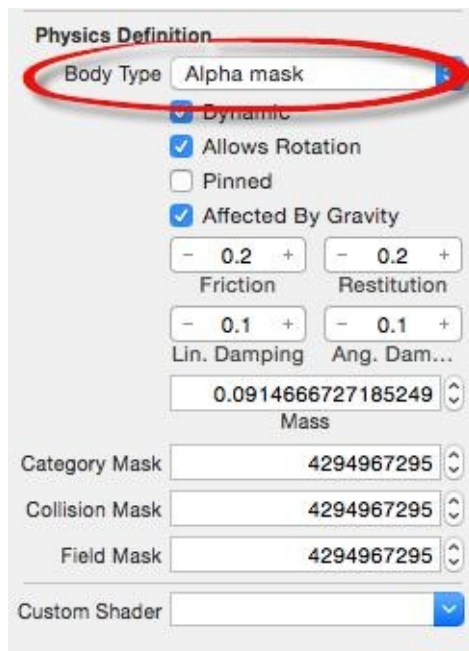 Physics Definition
Body Type Alpha mask
Dynamic
Allows Rotation
Pinned
Affected By Gravity
- 0.2 + - 0.2 +
Friction Restitution
- 0.1 + - 0.1 +
Lin. Damping Ang. Dam...
0.0914666727185249
Mass
Category Mask 4294967295
Collision Mask 4294967295
Field Mask 4294967295
Custom Shader